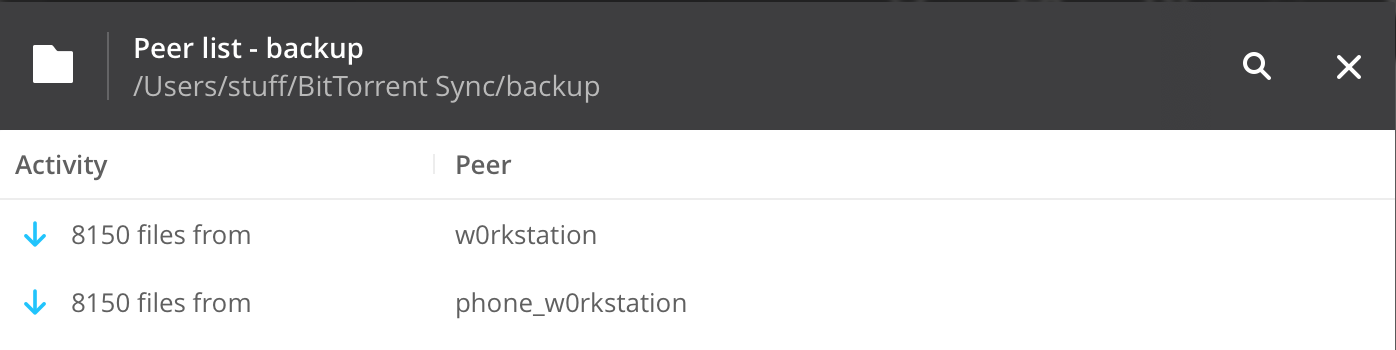 Peer list - backup
/Users/stuff/BitTorrent Sync/backup
Activity Peer
8150 files from w0rkstation
8150 files from phone_w0rkstation